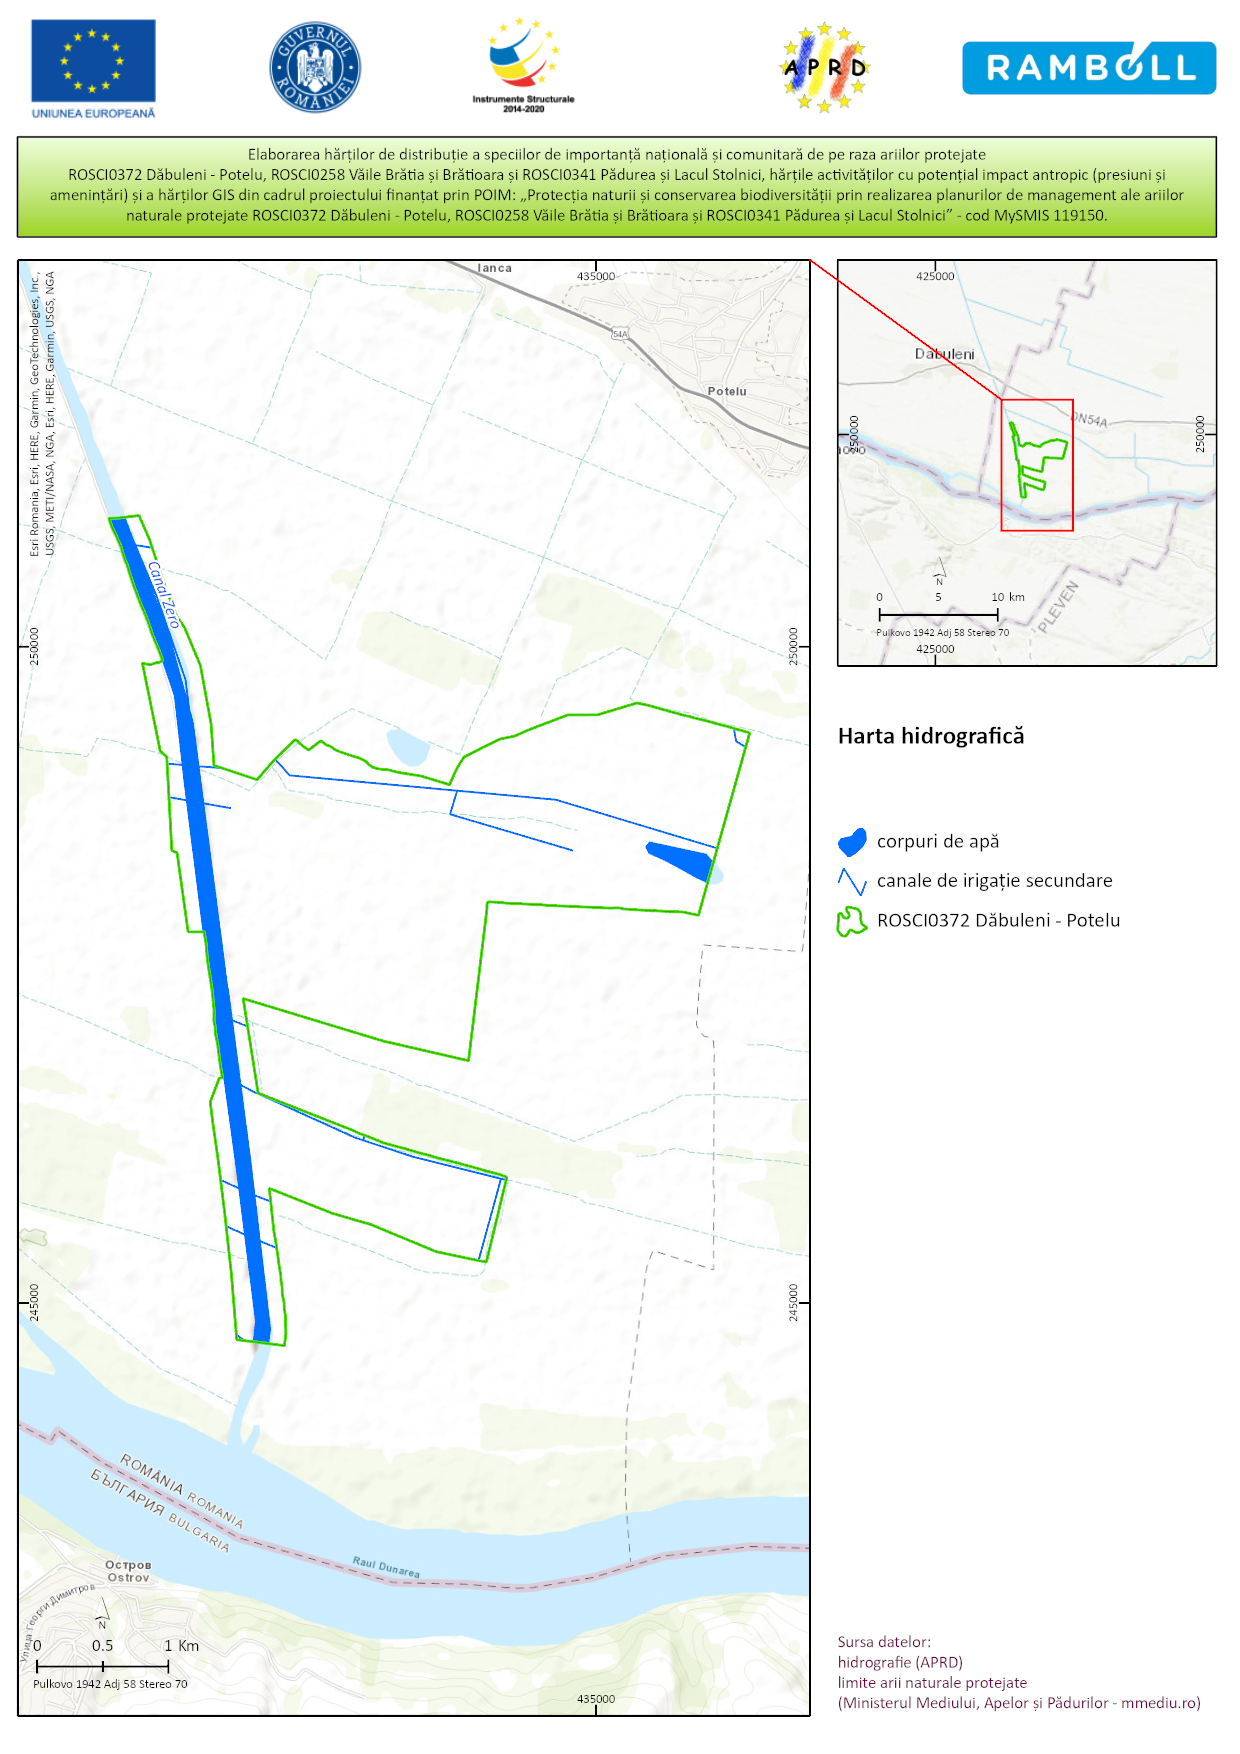 UNIUNEA EUROPEANĂ
GUVERNUL ROMÂNIEI
Instrumente Structurale
2014-2020
APRD
RAMBOLL
Elaborarea hărților de distribuție a speciilor de importanță națională și comunitară de pe raza ariilor protejate
ROSCI0372 Dăbuleni - Potelu, ROSCI0258 Văile Brătia și Brătioara și ROSCI0341 Pădurea și Lacul Stolnici, hărțile activităților cu potențial impact antropic (presiuni și
amenințări) și a hărților GIS din cadrul proiectului finanțat prin POIM: „Protecția naturii si conservarea biodiversității prin realizarea planurilor de management ale ariilor
naturale protejate ROSCI0372 Dăbuleni - Potelu, ROSCI0258 Văile Brătia și Brătioara și ROSCI0341 Pădurea și Lacul Stolnici” - cod MySMIS 119150.
Esri Romania, Esri, HERE, Garmin, GeoTechnologies, Inc.,
USGS, METI/NASA, NGA, Esri, HERE, Garmin, USGS, NGA
Ianca
435000
54A
Potelu
Canal Zero
250000
250000
245000
245000
ROMÂNIA ROMANIA
БЪЛГАРИЯ BULGARIA
Raul Dunarea
Остров
Ostrov
Улица Георги Димитров
N
0 0.5 1 Km
Pulkovo 1942 Adj 58 Stereo 70
435000
425000
Dabuleni
DN54A
250000
250000
PLEVEN
N
0 5 10 km
Pulkovo 1942 Adj 58 Stereo 70
425000
Harta hidrografică
corpuri de apă
canale de irigație secundare
ROSCI0372 Dăbuleni - Potelu
Sursa datelor:
hidrografie (APRD)
limite arii naturale protejate
(Ministerul Mediului, Apelor și Pădurilor - mmediu.ro)